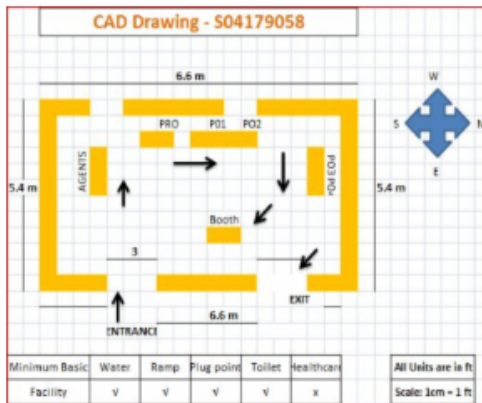 CAD Drawing - S04179058
6.6 m
W
S N
E
PRO P01 PO2
AGENTS
PO3 PO4
5.4 m
5.4 m
Booth
3
EXIT
ENTRANCE
6.6 m
Minimum Basic Water Ramp Plug point Toilet Healthcare
Facility √ √ √ √ x
All Units are in ft
Scale: 1cm = 1 ft